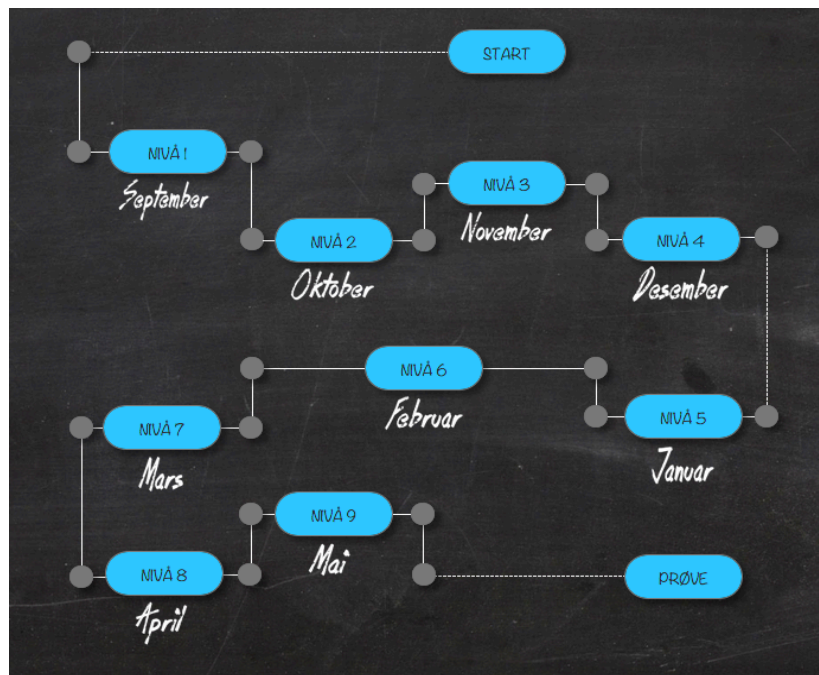 START
NIVÅ 1
September
NIVÅ 2
Oktober
NIVÅ 3
November
NIVÅ 4
Desember
NIVÅ 5
Januar
NIVÅ 6
Februar
NIVÅ 7
Mars
NIVÅ 8
April
NIVÅ 9
Mai
PRØVE